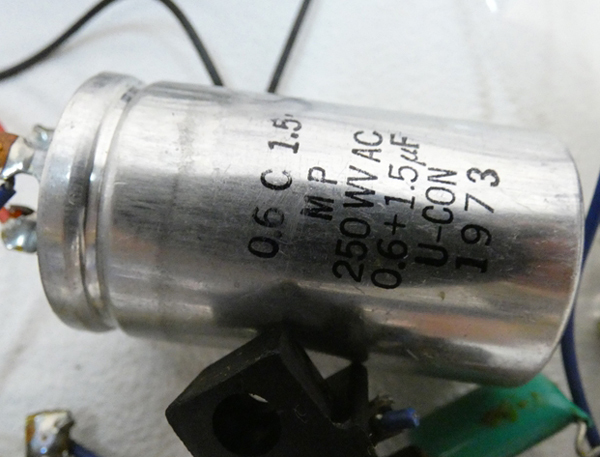 0.6 C 1.5
M P
250 WV AC
0.6+1.5μF
U-CON
1973